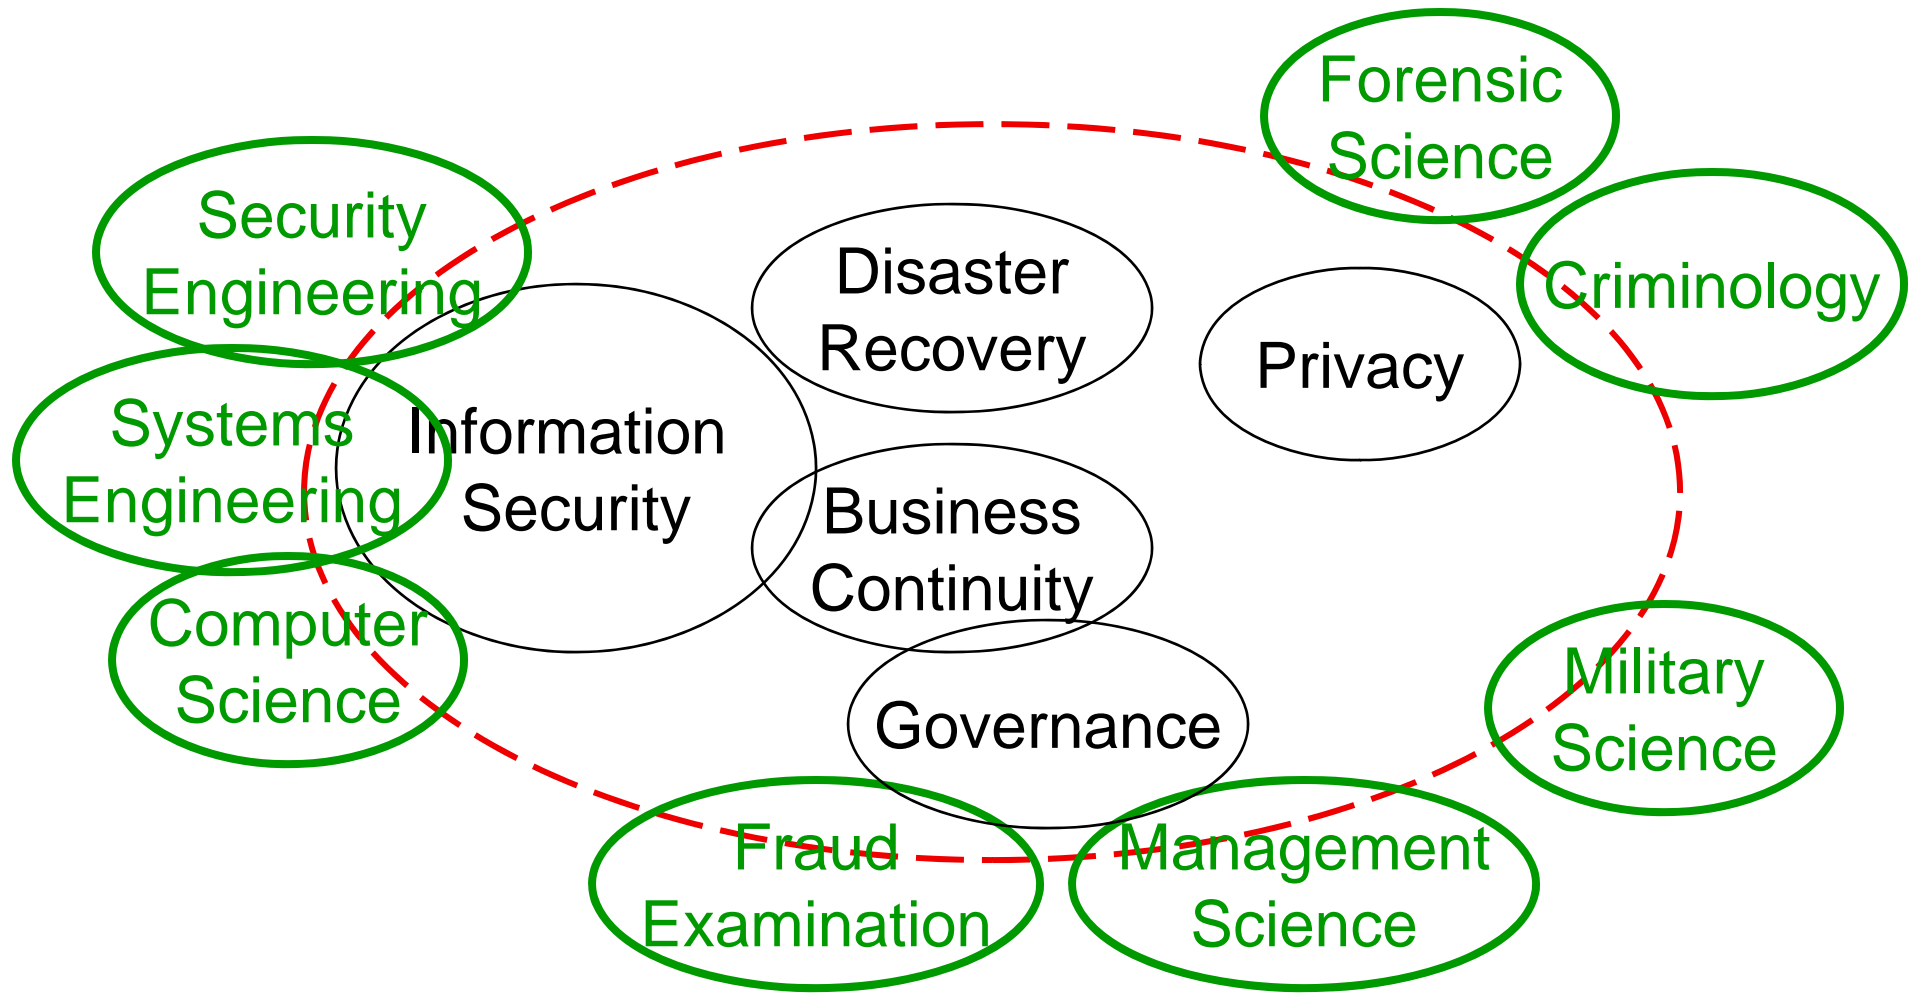 Forensic
Science
Security
Engineering
Disaster
Recovery
Criminology
Privacy
Systems
Engineering
Information
Security
Business
Continuity
Computer
Science
Military
Science
Governance
Fraud
Examination
Management
Science